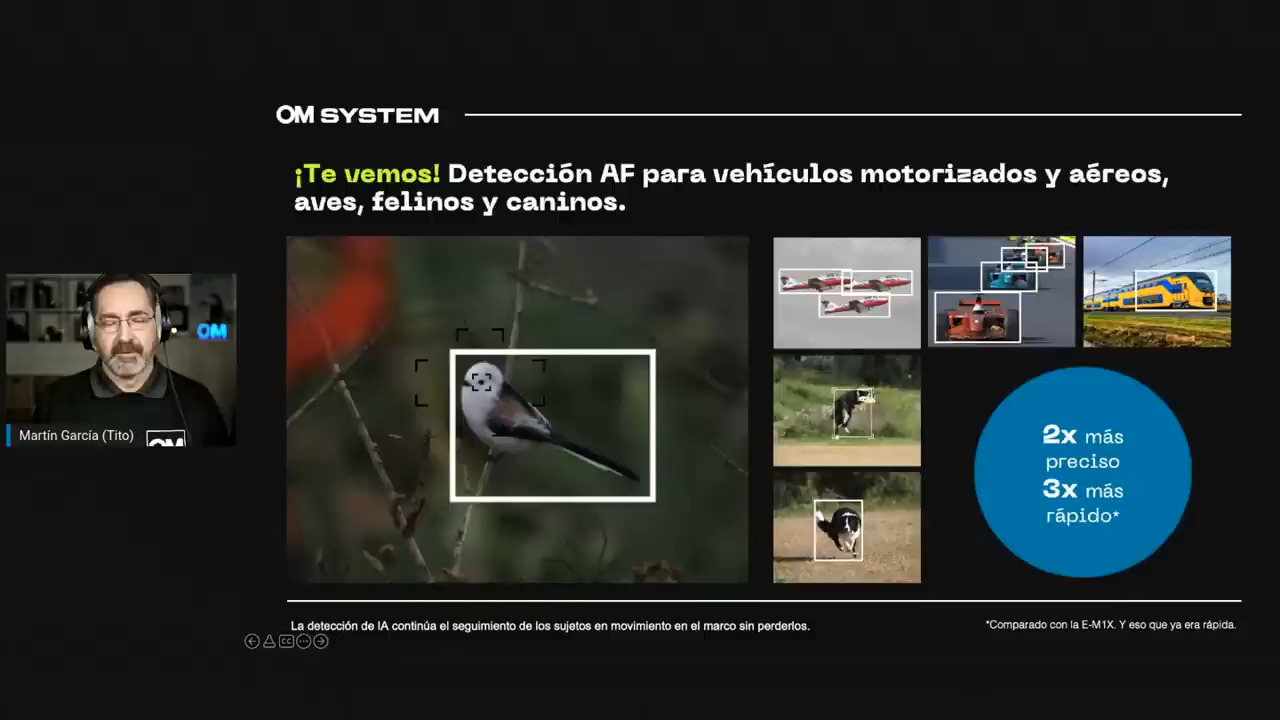 OM SYSTEM
¡Te vemos! Detección AF para vehículos motorizados y aéreos,
aves, felinos y caninos.
OM
Martín García (Tito)
OM
2x más
preciso
3x más
rápido*
La detección de IA continúa el seguimiento de los sujetos en movimiento en el marco sin perderlos.
*Comparado con la E-M1X. Y eso que ya era rápida.
CC